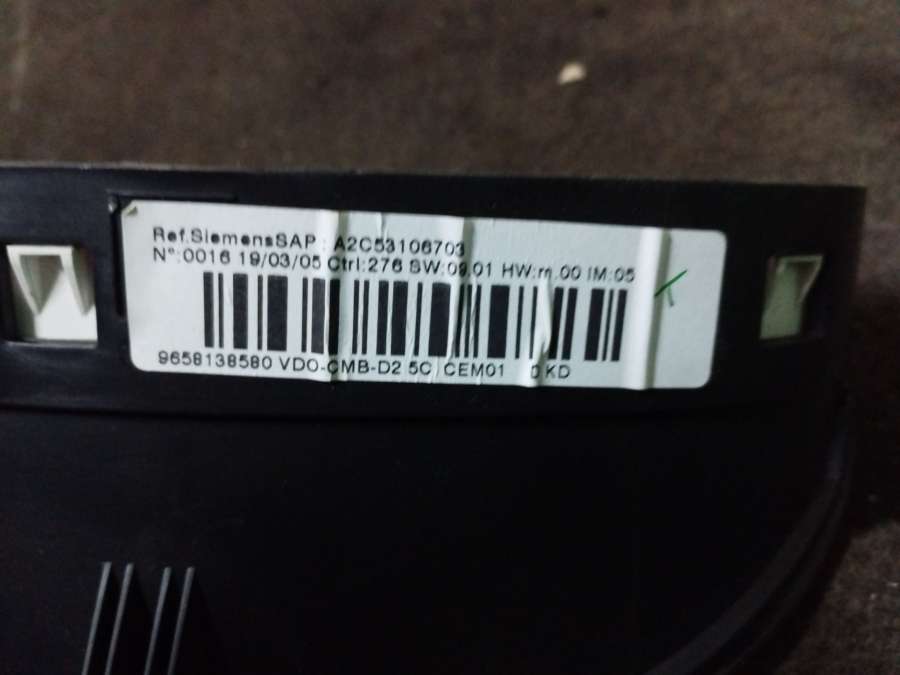 Ref.SiemensSAP : A2C53106703
N°:0016 19/03/05 Ctrl:276 SW:09.01 HW:m.00 IM:05
9658138580 VDO-CMB-D2 5C CEM01 KD